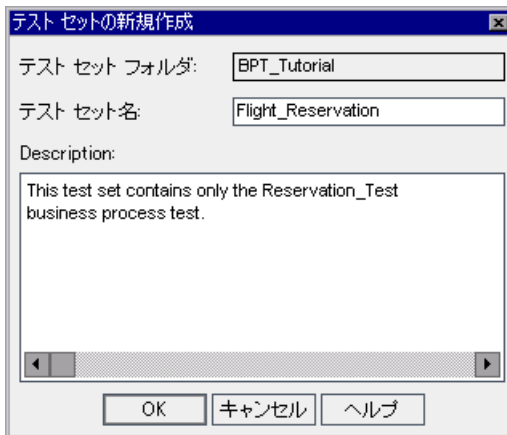 テスト セットの新規作成
テスト セット フォルダ: BPT_Tutorial
テスト セット名: Flight_Reservation
Description:
This test set contains only the Reservation_Test
business process test.
OK キャンセル ヘルプ